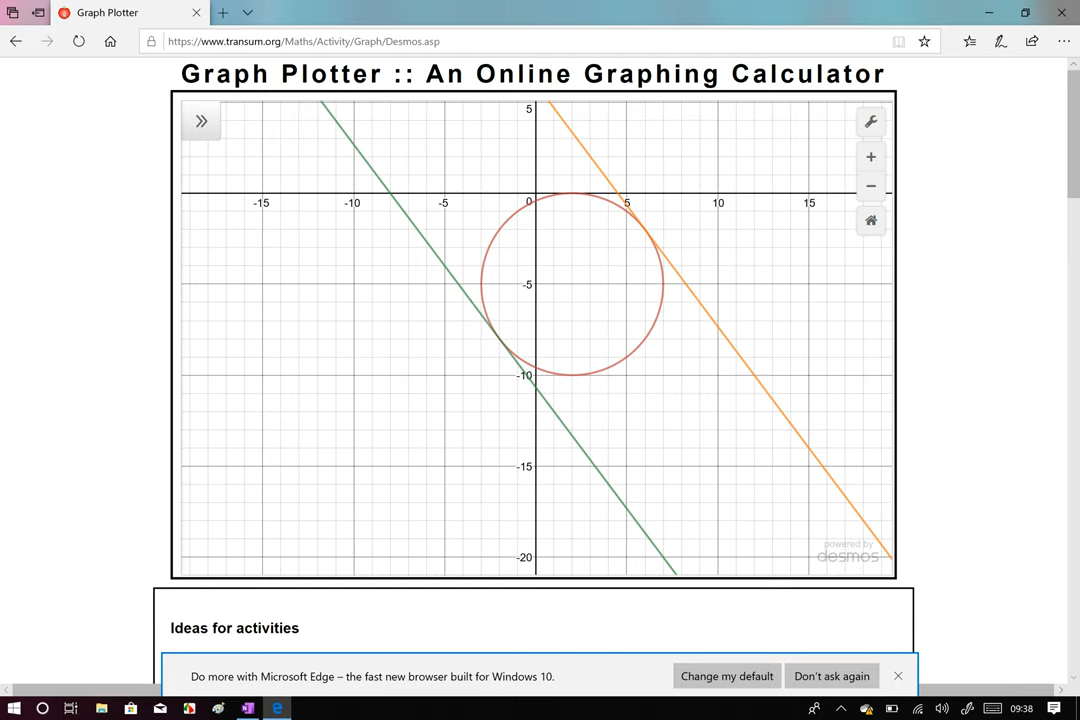 Graph Plotter
https://www.transum.org/Maths/Activity/Graph/Desmos.asp
Graph Plotter :: An Online Graphing Calculator
5
-15 -10 -5 0 5 10 15
-5
-10
-15
-20
powered by
desmos
Ideas for activities
Do more with Microsoft Edge – the fast new browser built for Windows 10.
Change my default
Don't ask again
09:38